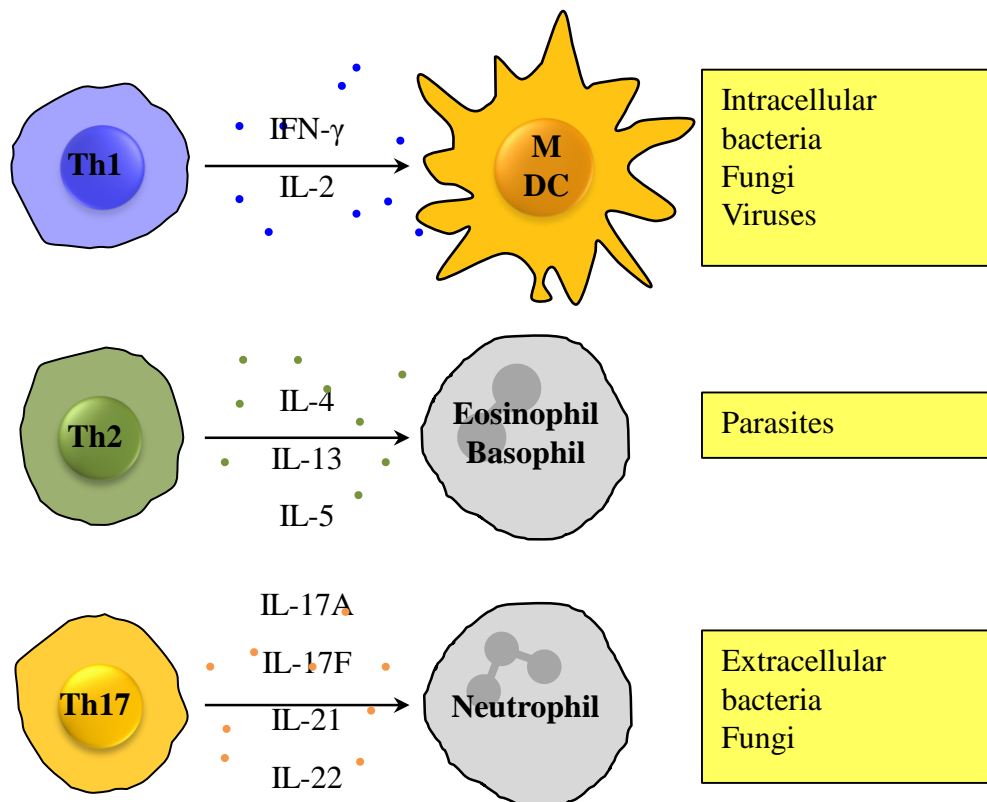 Th1
IFN-γ
IL-2
M
DC
Intracellular
bacteria
Fungi
Viruses
Th2
IL-4
IL-13
IL-5
Eosinophil
Basophil
Parasites
Th17
IL-17A
IL-17F
IL-21
IL-22
Neutrophil
Extracellular
bacteria
Fungi